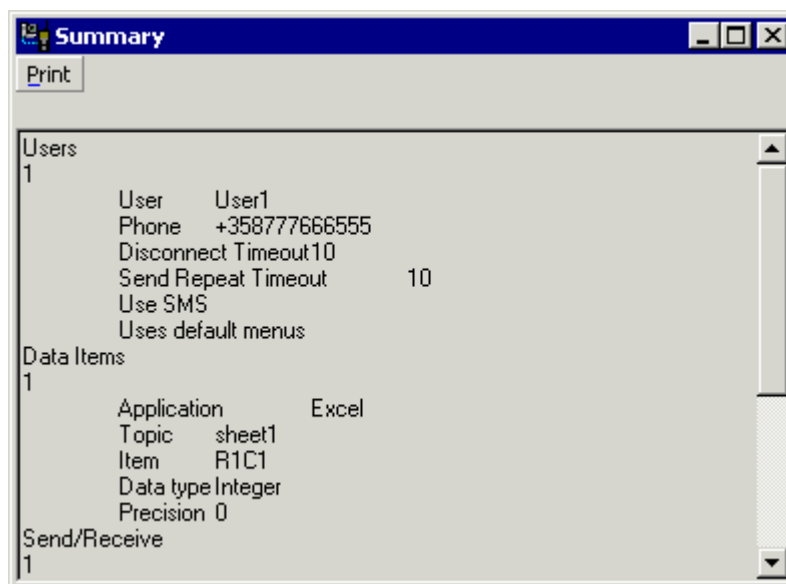 Summary
Print
Users
1
User User1
Phone +358777666555
Disconnect Timeout10
Send Repeat Timeout 10
Use SMS
Uses default menus
Data Items
1
Application Excel
Topic sheet1
Item R1C1
Data type Integer
Precision 0
Send/Receive
1